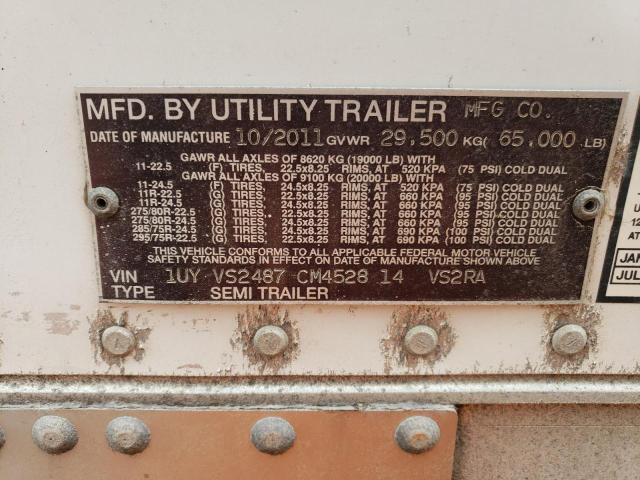 MFD. BY UTILITY TRAILER MFG CO.
DATE OF MANUFACTURE 10/2011 GVWR 29,500 KG( 65,000 LB)
GAWR ALL AXLES OF 8620 KG (19000 LB) WITH
11-22.5 (F) TIRES, 22.5x8.25 RIMS, AT 520 KPA (75 PSI) COLD DUAL
GAWR ALL AXLES OF 9100 KG (20000 LB) WITH
11-24.5 (F) TIRES, 24.5x8.25 RIMS, AT 520 KPA (75 PSI) COLD DUAL
11R-22.5 (G) TIRES, 22.5x8.25 RIMS, AT 660 KPA (95 PSI) COLD DUAL
11R-24.5 (G) TIRES, 24.5x8.25 RIMS, AT 660 KPA (95 PSI) COLD DUAL
275/80R-22.5 (G) TIRES, 22.5x8.25 RIMS, AT 660 KPA (95 PSI) COLD DUAL
275/80R-24.5 (G) TIRES, 24.5x8.25 RIMS, AT 660 KPA (95 PSI) COLD DUAL
285/75R-24.5 (G) TIRES, 24.5x8.25 RIMS, AT 690 KPA (100 PSI) COLD DUAL
295/75R-22.5 (G) TIRES, 22.5x8.25 RIMS, AT 690 KPA (100 PSI) COLD DUAL
THIS VEHICLE CONFORMS TO ALL APPLICABLE FEDERAL MOTOR VEHICLE
SAFETY STANDARDS IN EFFECT ON DATE OF MANUFACTURE SHOWN ABOVE
VIN 1UY VS2487 CM4528 14 VS2RA
TYPE SEMI TRAILER
U
12
AT
JAN
JUL